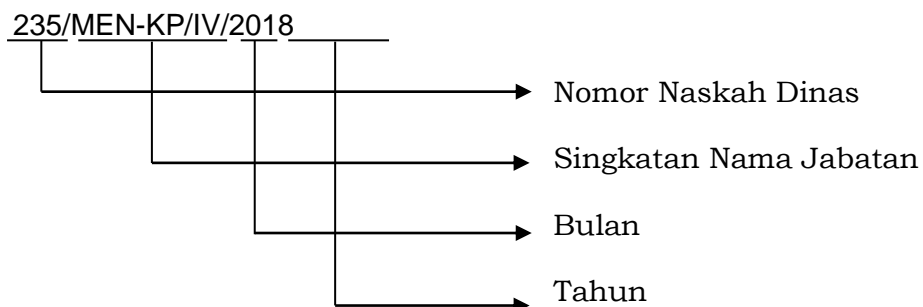 235/MEN-KP/IV/2018
Nomor Naskah Dinas
Singkatan Nama Jabatan
Bulan
Tahun